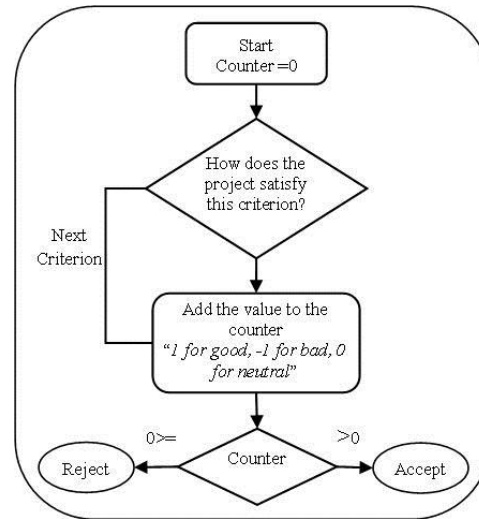 Start
Counter =0
How does the
project satisfy
this criterion?
Next
Criterion
Add the value to the
counter
“1 for good, -1 for bad, 0
for neutral”
0>=
>0
Reject
Counter
Accept